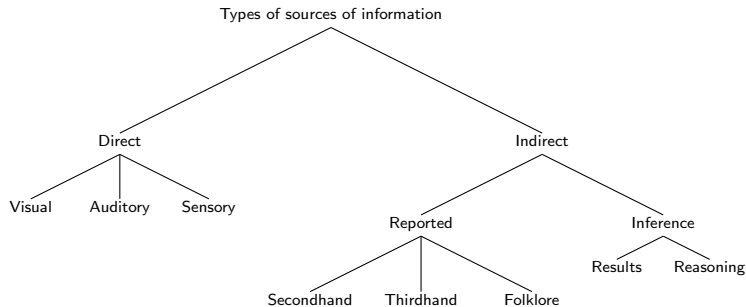 Types of sources of information
Direct
Indirect
Visual
Auditory
Sensory
Reported
Inference
Results
Reasoning
Secondhand
Thirdhand
Folklore